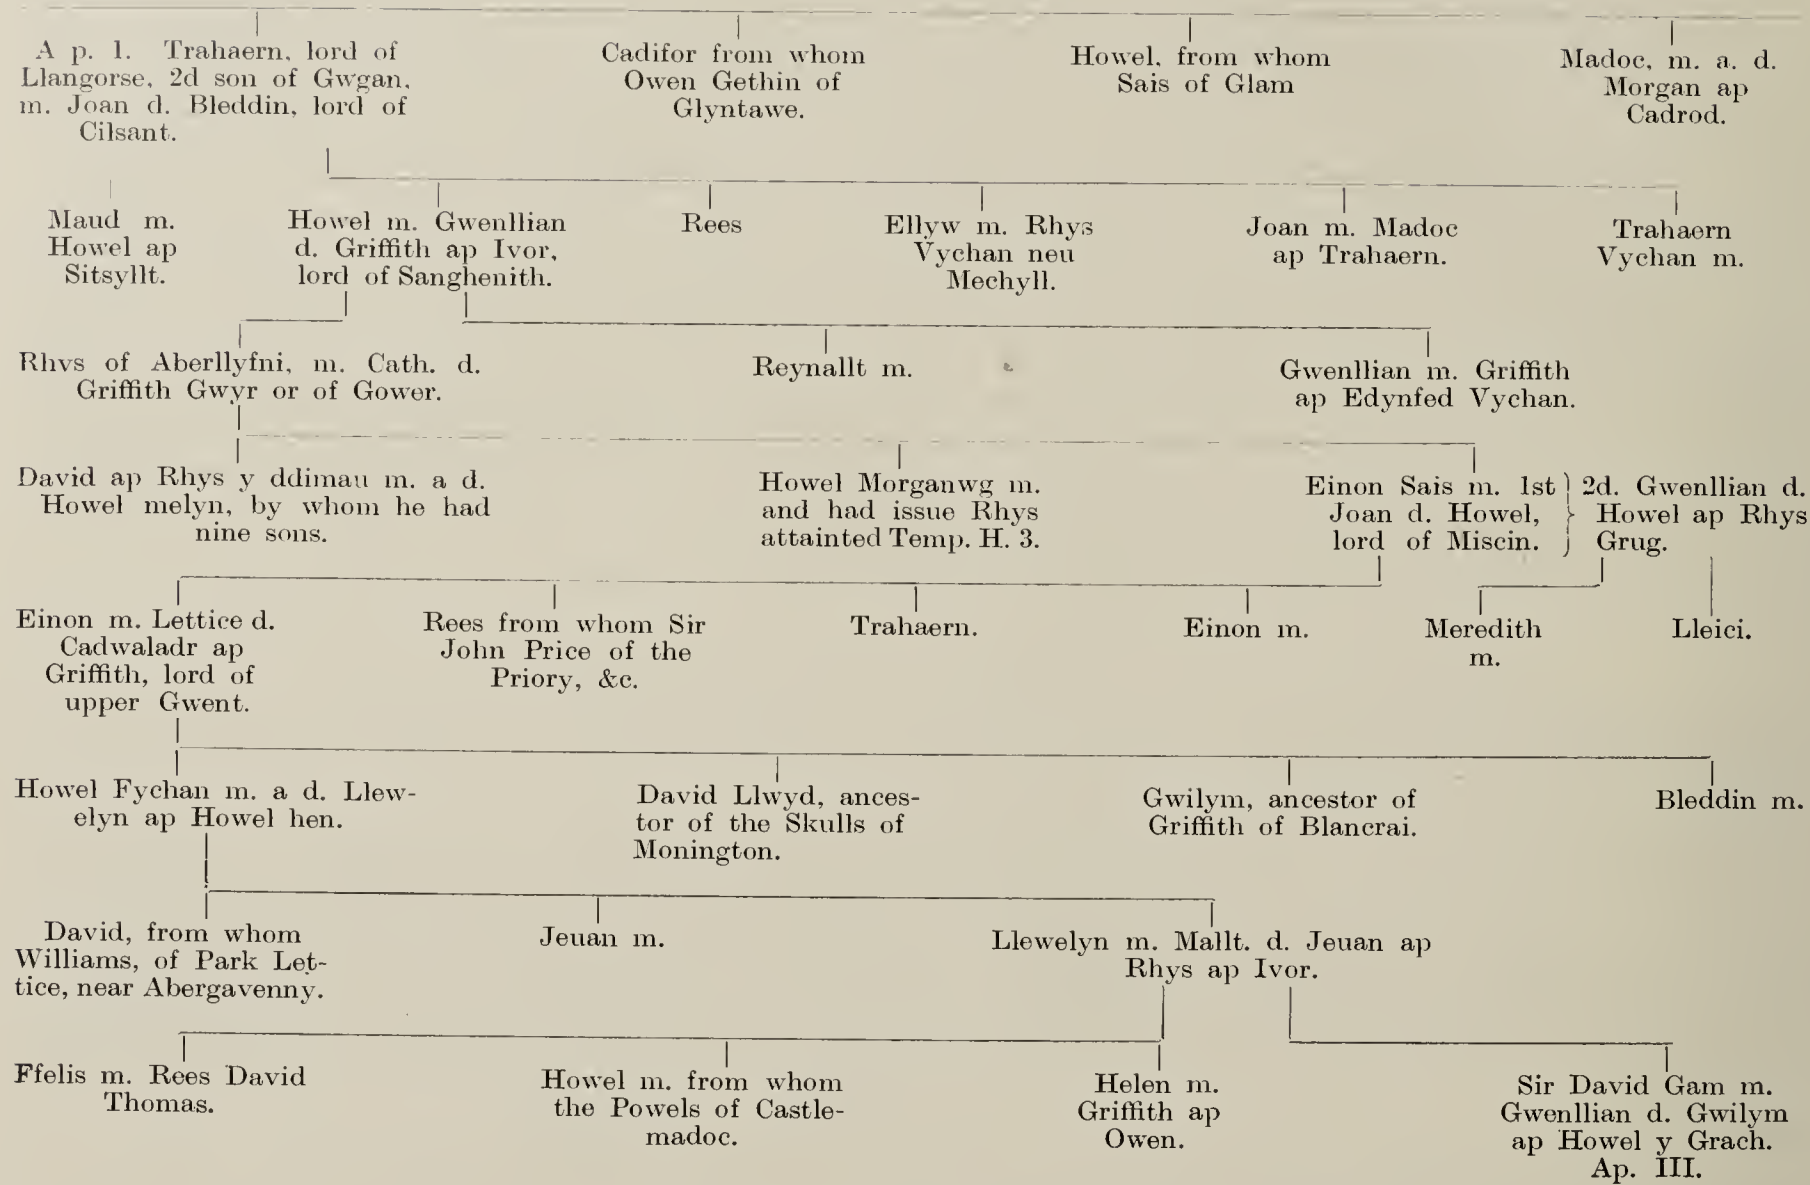 A p. 1. Trahaern, lord of
Llangorse, 2d son of Gwgan,
m. Joan d. Bleddin, lord of
Cilsant.
Cadifor from whom
Owen Gethin of
Glyntawe.
Howel, from whom
Sais of Glam
Madoc, m. a. d.
Morgan ap
Cadrod.
Maud m.
Howel ap
Sitsyllt.
Howel m. Gwenllian
d. Griffith ap Ivor,
lord of Sanghenith.
Rees
Ellyw m. Rhys
Vychan neu
Mechyll.
Joan m. Madoc
ap Trahaern.
Trahaern
Vychan m.
Rhys of Aberllyfni, m. Cath. d.
Griffith Gwyr or of Gower.
Reynallt m.
Gwenllian m. Griffith
ap Edynfed Vychan.
David ap Rhys y ddimau m. a d.
Howel melyn, by whom he had
nine sons.
Howel Morganwg m.
and had issue Rhys
attainted Temp. H. 3.
Einon Sais m. 1st
Joan d. Howel,
lord of Miscin.
2d. Gwenllian d.
Howel ap Rhys
Grug.
Einon m. Lettice d.
Cadwaladr ap
Griffith, lord of
upper Gwent.
Rees from whom Sir
John Price of the
Priory, &c.
Trahaern.
Einon m.
Meredith
m.
Lleici.
Howel Fychan m. a d. Llew-
elyn ap Howel hen.
David Llwyd, ances-
tor of the Skulls of
Monington.
Gwilym, ancestor of
Griffith of Blancrai.
Bleddin m.
David, from whom
Williams, of Park Let-
tice, near Abergavenny.
Jeuan m.
Llewelyn m. Mallt. d. Jeuan ap
Rhys ap Ivor.
Ffelis m. Rees David
Thomas.
Howel m. from whom
the Powels of Castle-
madoc.
Helen m.
Griffith ap
Owen.
Sir David Gam m.
Gwenllian d. Gwilym
ap Howel y Grach.
Ap. III.